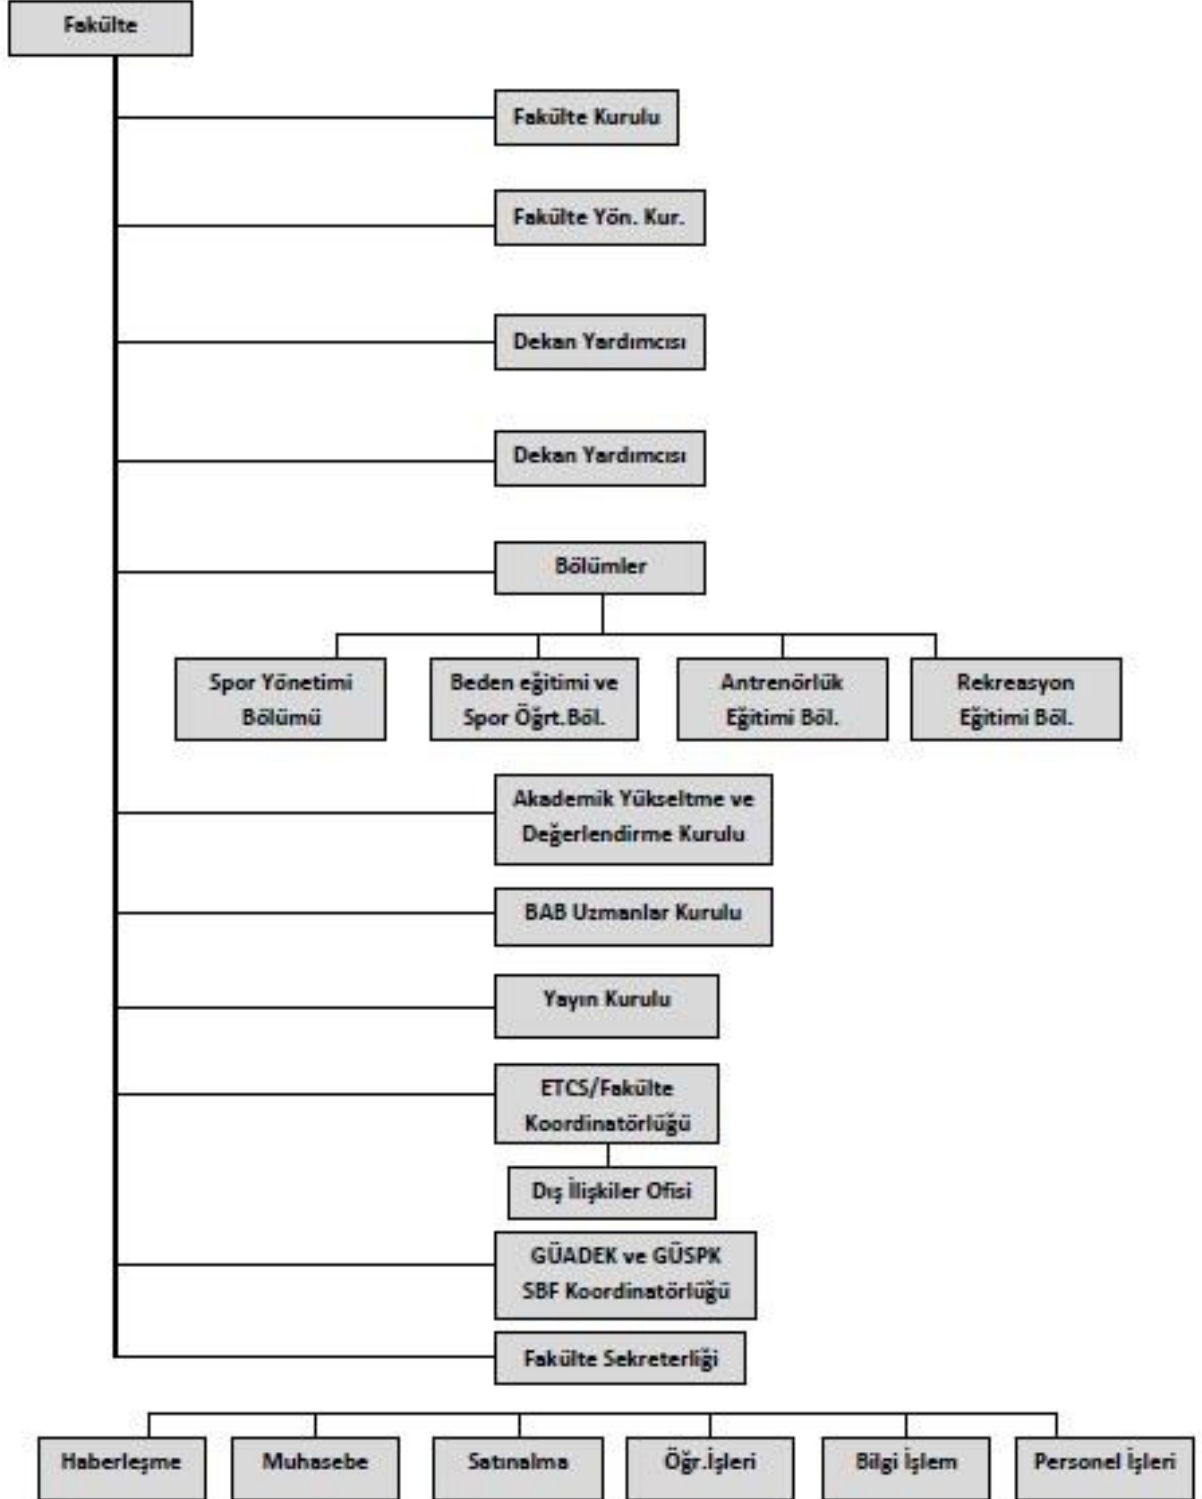 Fakülte
Fakülte Kurulu
Fakülte Yön. Kur.
Dekan Yardımcısı
Dekan Yardımcısı
Bölümler
Spor Yönetimi
Bölümü
Beden eğitimi ve
Spor Öğrt.Böl.
Antrenörlük
Eğitimi Böl.
Rekreasyon
Eğitimi Böl.
Akademik Yükseltme ve
Değerlendirme Kurulu
BAB Uzmanlar Kurulu
Yayın Kurulu
ETCS/Fakülte
Koordinatörlüğü
Dış İlişkiler Ofisi
GÜADEK ve GÜSPK
SBF Koordinatörlüğü
Fakülte Sekreterliği
Haberleşme
Muhasebe
Satınalma
Öğr.İşleri
Bilgi İşlem
Personel İşleri